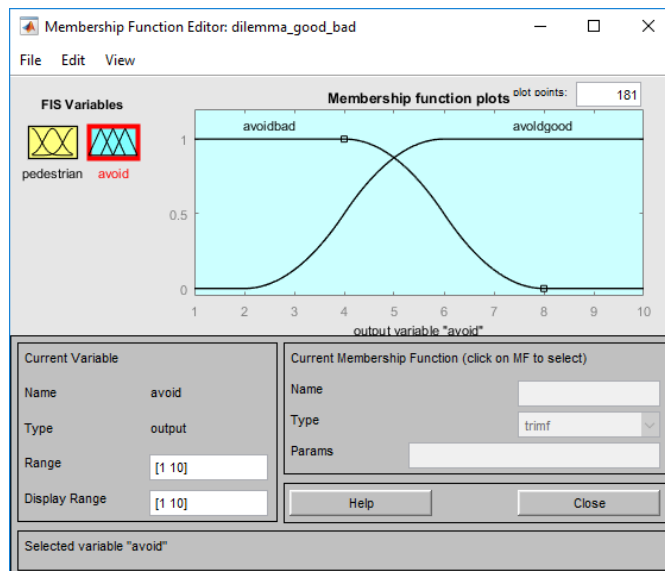 Membership Function Editor: dilemma_good_bad
File Edit View
FIS Variables
pedestrian avoid
Membership function plots plot points: 181
avoidbad avoldgood
1
0.5
0
1 2 3 4 5 6 7 8 9 10
output variable "avoid"
Current Variable
Name avoid
Type output
Range [1 10]
Display Range [1 10]
Current Membership Function (click on MF to select)
Name
Type trimf
Params
Help Close
Selected variable "avoid"